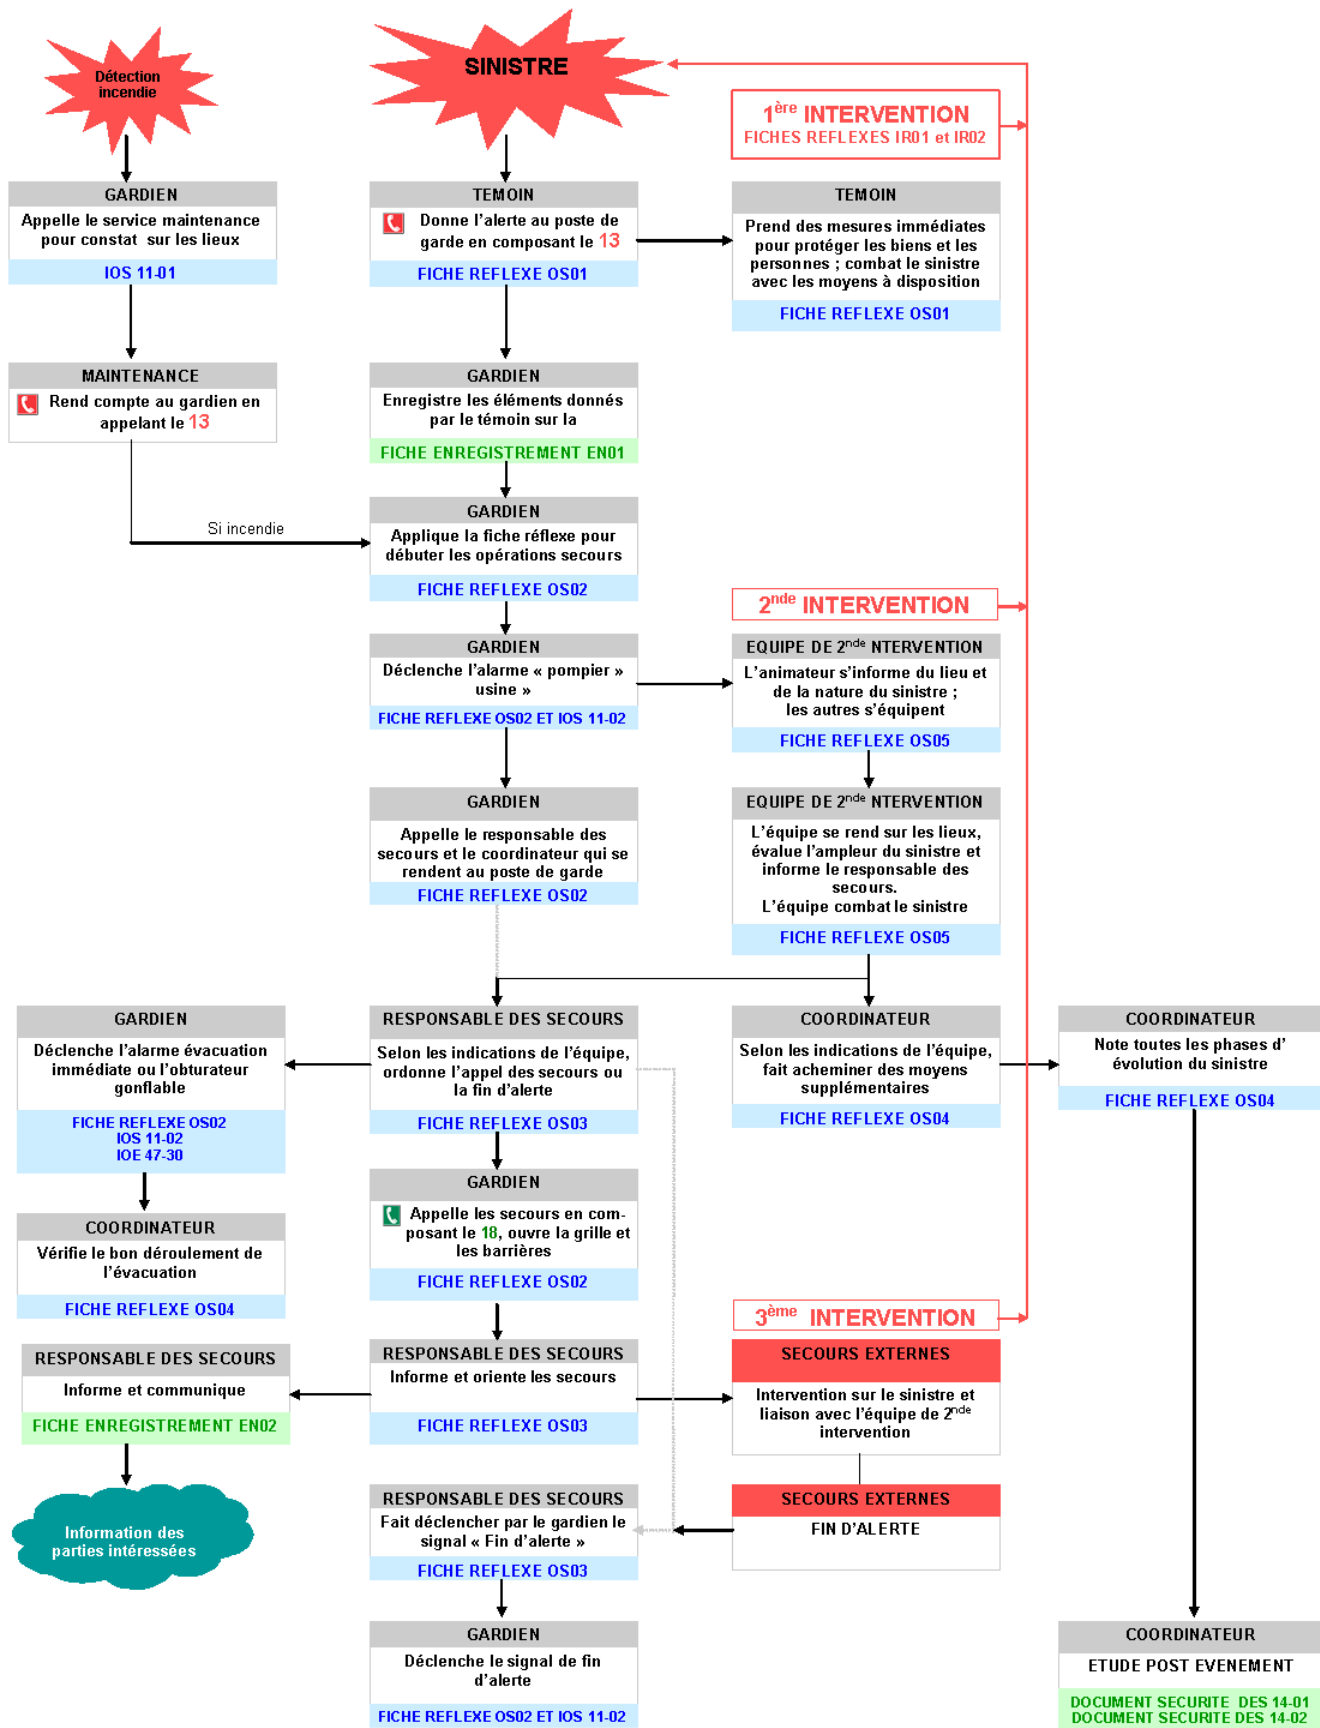 Détection
incendie
SINISTRE
1ère INTERVENTION
FICHES REFLEXES IR01 et IR02
GARDIEN
Appelle le service maintenance
pour constat sur les lieux
IOS 11-01
TEMOIN
Donne l'alerte au poste de
garde en composant le 13
FICHE REFLEXE OS01
TEMOIN
Prend des mesures immédiates
pour protéger les biens et les
personnes ; combat le sinistre
avec les moyens à disposition
FICHE REFLEXE OS01
MAINTENANCE
Rend compte au gardien en
appelant le 13
GARDIEN
Enregistre les éléments donnés
par le témoin sur la
FICHE ENREGISTREMENT EN01
Si incendie
GARDIEN
Applique la fiche réflexe pour
débuter les opérations secours
FICHE REFLEXE OS02
2nde INTERVENTION
GARDIEN
Déclenche l'alarme « pompier »
usine »
FICHE REFLEXE OS02 ET IOS 11-02
EQUIPE DE 2nde NTERVENTION
L'animateur s'informe du lieu et
de la nature du sinistre ;
les autres s'équipent
FICHE REFLEXE OS05
GARDIEN
Appelle le responsable des
secours et le coordinateur qui se
rendent au poste de garde
FICHE REFLEXE OS02
EQUIPE DE 2nde NTERVENTION
L'équipe se rend sur les lieux,
évalue l'ampleur du sinistre et
informe le responsable des
secours.
L'équipe combat le sinistre
FICHE REFLEXE OS05
GARDIEN
Déclenche l'alarme évacuation
immédiate ou l'obturateur
gonflable
FICHE REFLEXE OS02
IOS 11-02
IOE 47-30
RESPONSABLE DES SECOURS
Selon les indications de l'équipe,
ordonne l'appel des secours ou
la fin d'alerte
FICHE REFLEXE OS03
COORDINATEUR
Selon les indications de l'équipe,
fait acheminer des moyens
supplémentaires
FICHE REFLEXE OS04
COORDINATEUR
Note toutes les phases d'
évolution du sinistre
FICHE REFLEXE OS04
GARDIEN
Appelle les secours en com-
posant le 18, ouvre la grille et
les barrières
FICHE REFLEXE OS02
COORDINATEUR
Vérifie le bon déroulement de
l'évacuation
FICHE REFLEXE OS04
3ème INTERVENTION
RESPONSABLE DES SECOURS
Informe et communique
FICHE ENREGISTREMENT EN02
RESPONSABLE DES SECOURS
Informe et oriente les secours
FICHE REFLEXE OS03
SECOURS EXTERNES
Intervention sur le sinistre et
liaison avec l'équipe de 2nde
intervention
Information des
parties intéressées
RESPONSABLE DES SECOURS
Fait déclencher par le gardien le
signal « Fin d'alerte »
FICHE REFLEXE OS03
SECOURS EXTERNES
FIN D'ALERTE
GARDIEN
Déclenche le signal de fin
d'alerte
FICHE REFLEXE OS02 ET IOS 11-02
COORDINATEUR
ETUDE POST EVENEMENT
DOCUMENT SECURITE DES 14-01
DOCUMENT SECURITE DES 14-02